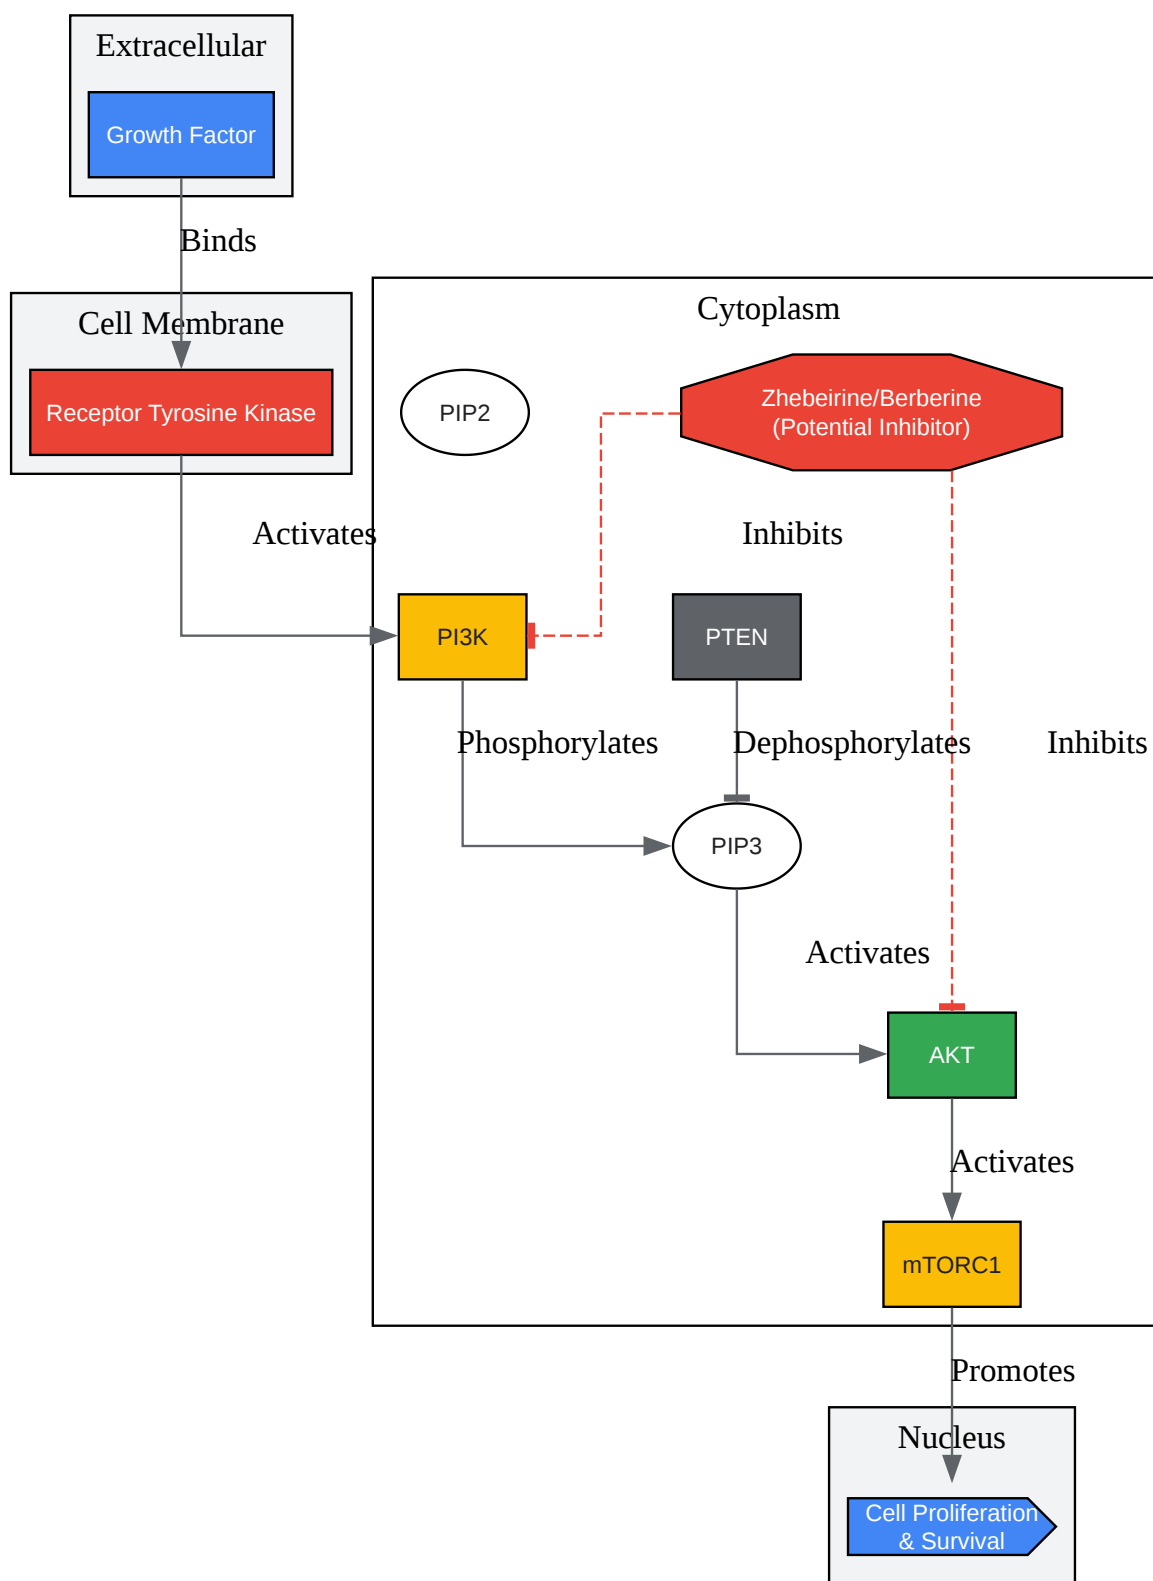 Extracellular
Growth Factor
Binds
Cell Membrane
Receptor Tyrosine Kinase
Cytoplasm
PIP2
Zhebeirine/Berberine
(Potential Inhibitor)
Activates
Inhibits
PI3K
PTEN
Phosphorylates
Dephosphorylates
Inhibits
PIP3
Activates
AKT
Activates
mTORC1
Promotes
Nucleus
Cell Proliferation
& Survival